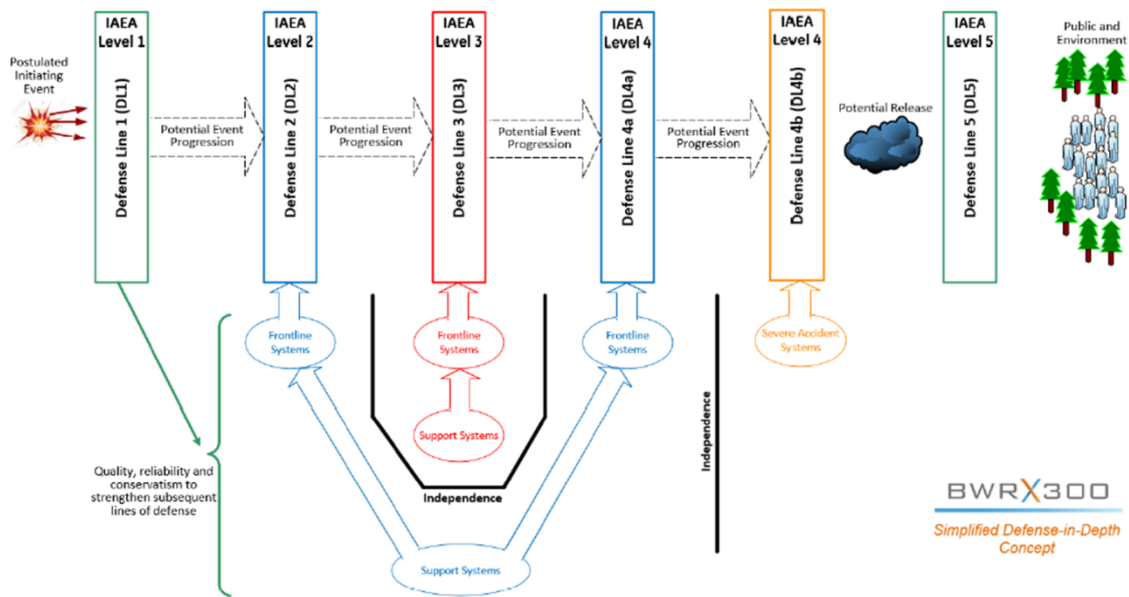 IAEA
Level 1
IAEA
Level 2
IAEA
Level 3
IAEA
Level 4
IAEA
Level 4
IAEA
Level 5
Public and
Environment
Postulated
Initiating
Event
Defense Line 1 (DL1)
Potential Event
Progression
Defense Line 2 (DL2)
Potential Event
Progression
Defense Line 3 (DL3)
Potential Event
Progression
Defense Line 4a (DL4a)
Potential Event
Progression
Defense Line 4b (DL4b)
Potential Release
Defense Line 5 (DL5)
Frontline
Systems
Frontline
Systems
Frontline
Systems
Severe Accident
Systems
Support Systems
Independence
Independence
Quality, reliability and
conservatism to
strengthen subsequent
lines of defense
Support Systems
BWRX300
Simplified Defense-in-Depth
Concept